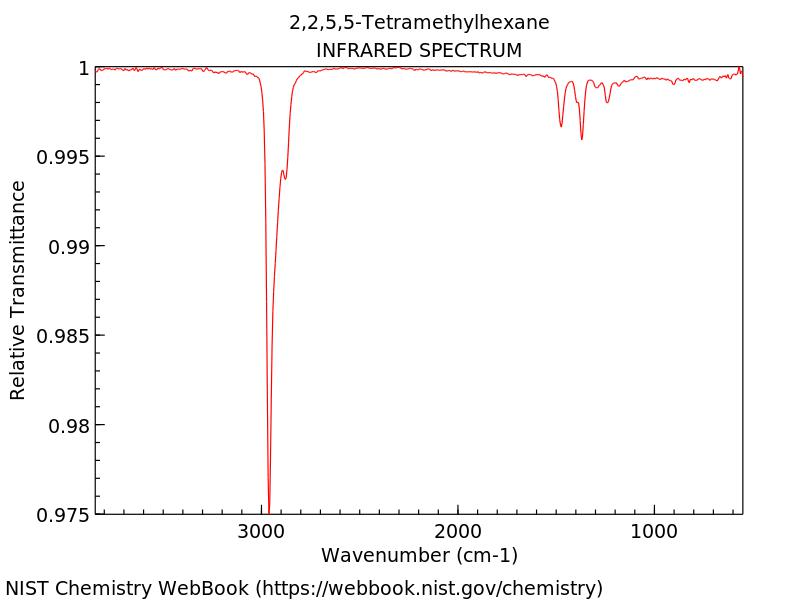 2,2,5,5-Tetramethylhexane
INFRARED SPECTRUM
1
0.995
0.99
0.985
0.98
0.975
Relative Transmittance
3000 2000 1000
Wavenumber (cm-1)
NIST Chemistry WebBook (https://webbook.nist.gov/chemistry)